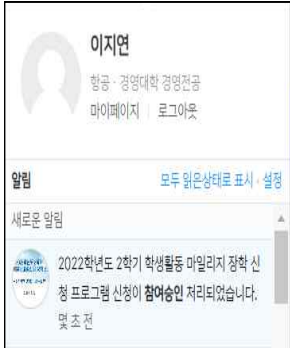 이지연
항공 · 경영대학 경영전공
마이페이지 | 로그아웃
알림 모두 읽은상태로 표시 · 설정
새로운 알림
2022학년도 2학기 학생활동 마일리지 장학 신
청 프로그램 신청이 참여승인 처리되었습니다.
몇 초 전